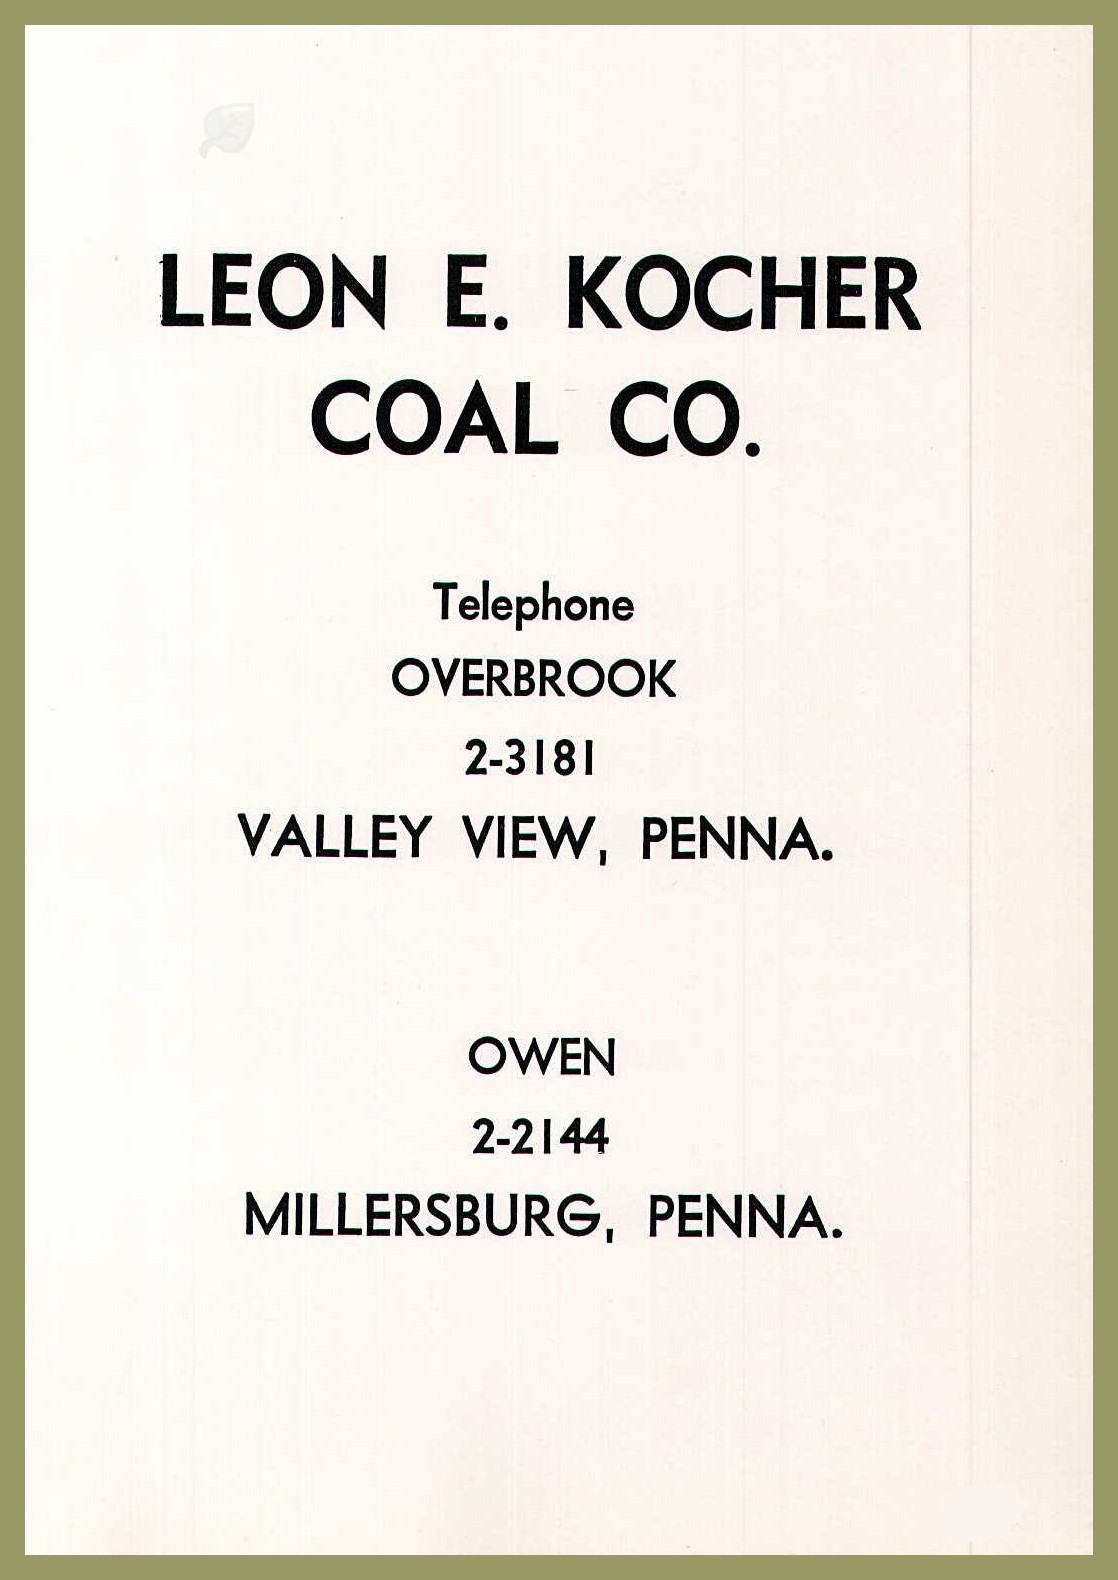 LEON E. KOCHER
COAL CO.
Telephone
OVERBROOK
2-3181
VALLEY VIEW, PENNA.
OWEN
2-2144
MILLERSBURG, PENNA.